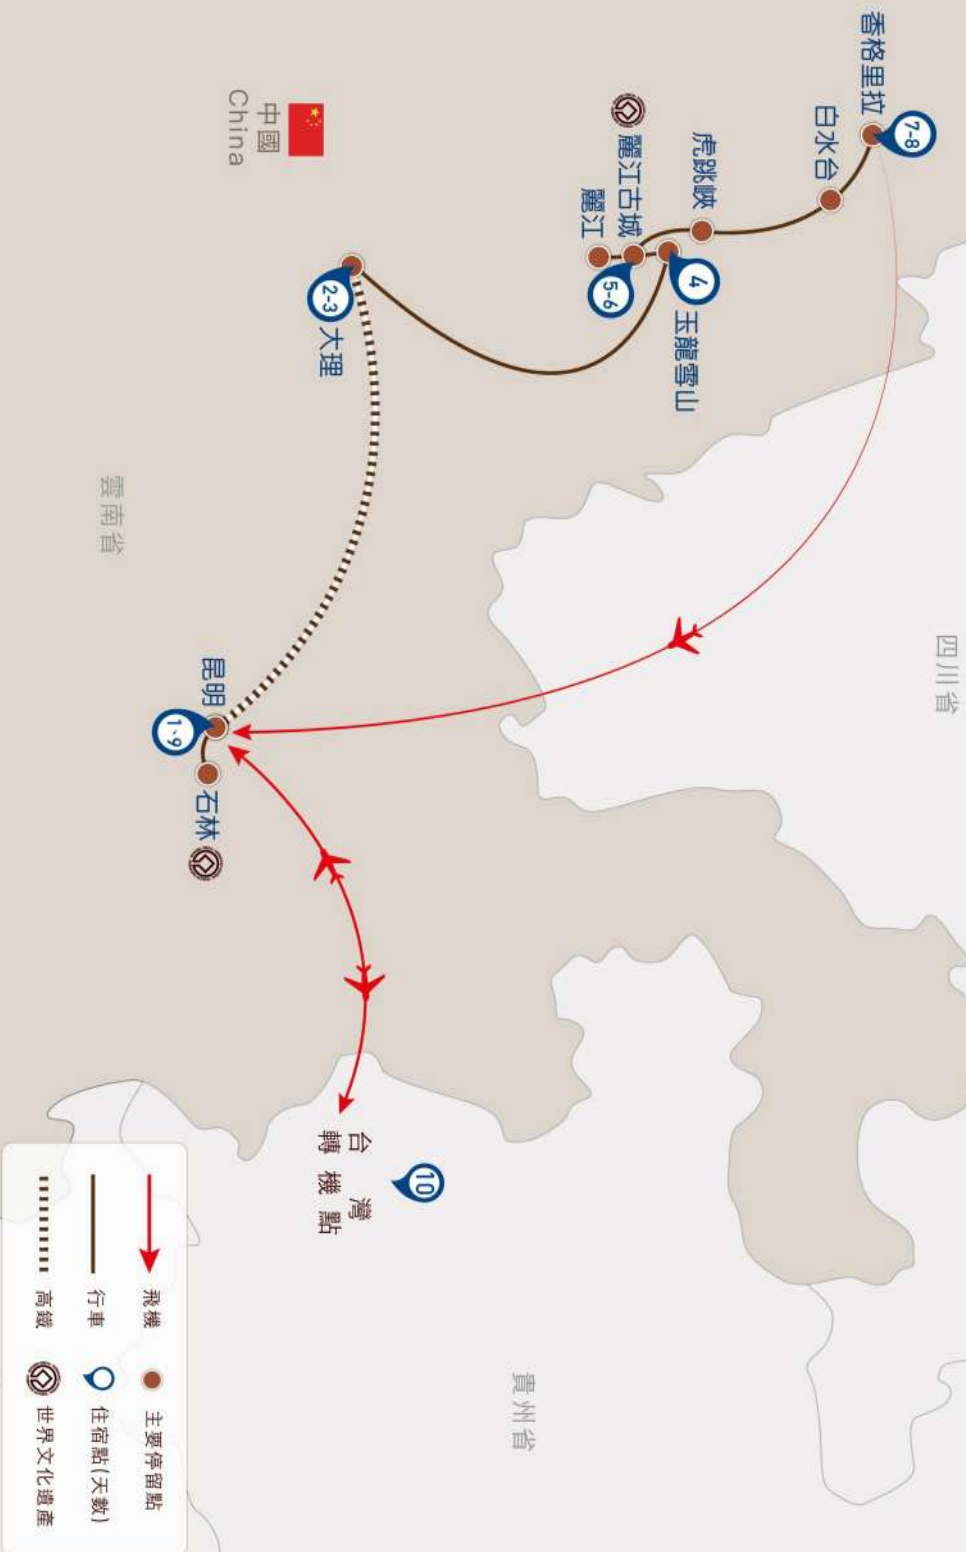 香格里拉
7-8
白水台
虎跳峽
4
玉龍雪山
麗江古城
5-6
麗江
中國
China
2-3
大理
四川省
雲南省
昆明
1、9
石林
10
台灣
轉機點
貴州省
飛機
主要停留點
行車
住宿點(天數)
高鐵
世界文化遺產